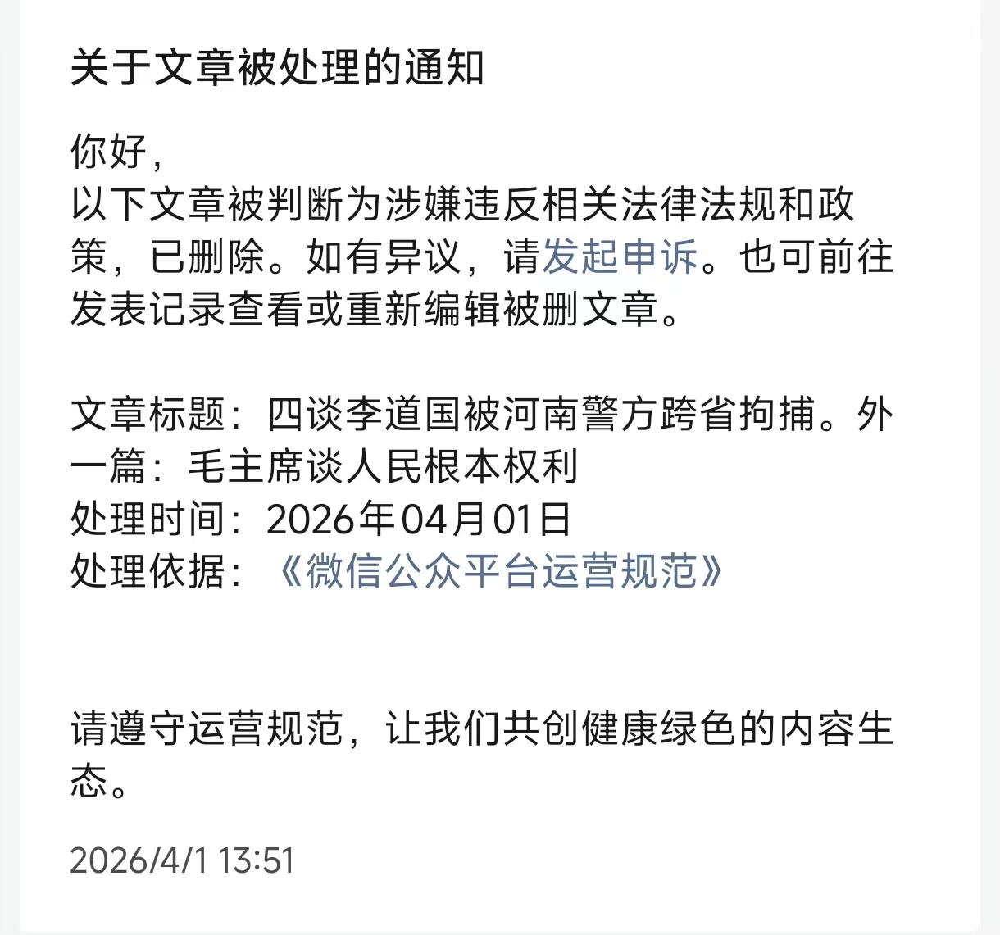 关于文章被处理的通知
你好，
以下文章被判断为涉嫌违反相关法律法规和政
策，已删除。如有异议，请发起申诉。也可前往
发表记录查看或重新编辑被删文章。
文章标题：四谈李道国被河南警方跨省拘捕。外
一篇：毛主席谈人民根本权利
处理时间：2026年04月01日
处理依据：《微信公众平台运营规范》
请遵守运营规范，让我们共创健康绿色的内容生
态。
2026/4/1 13:51